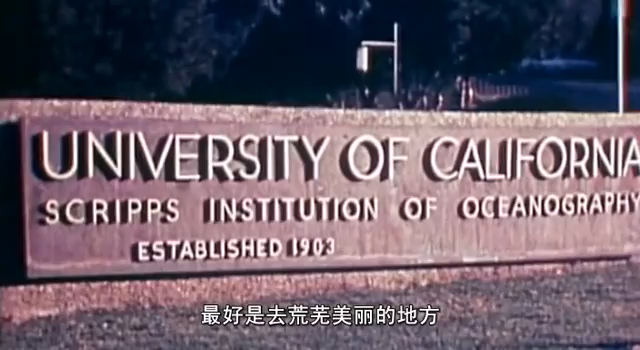 UNIVERSITY OF CALIFORNIA
SCRIPPS INSTITUTION OF OCEANOGRAPHY
ESTABLISHED 1903
最好是去荒芜美丽的地方